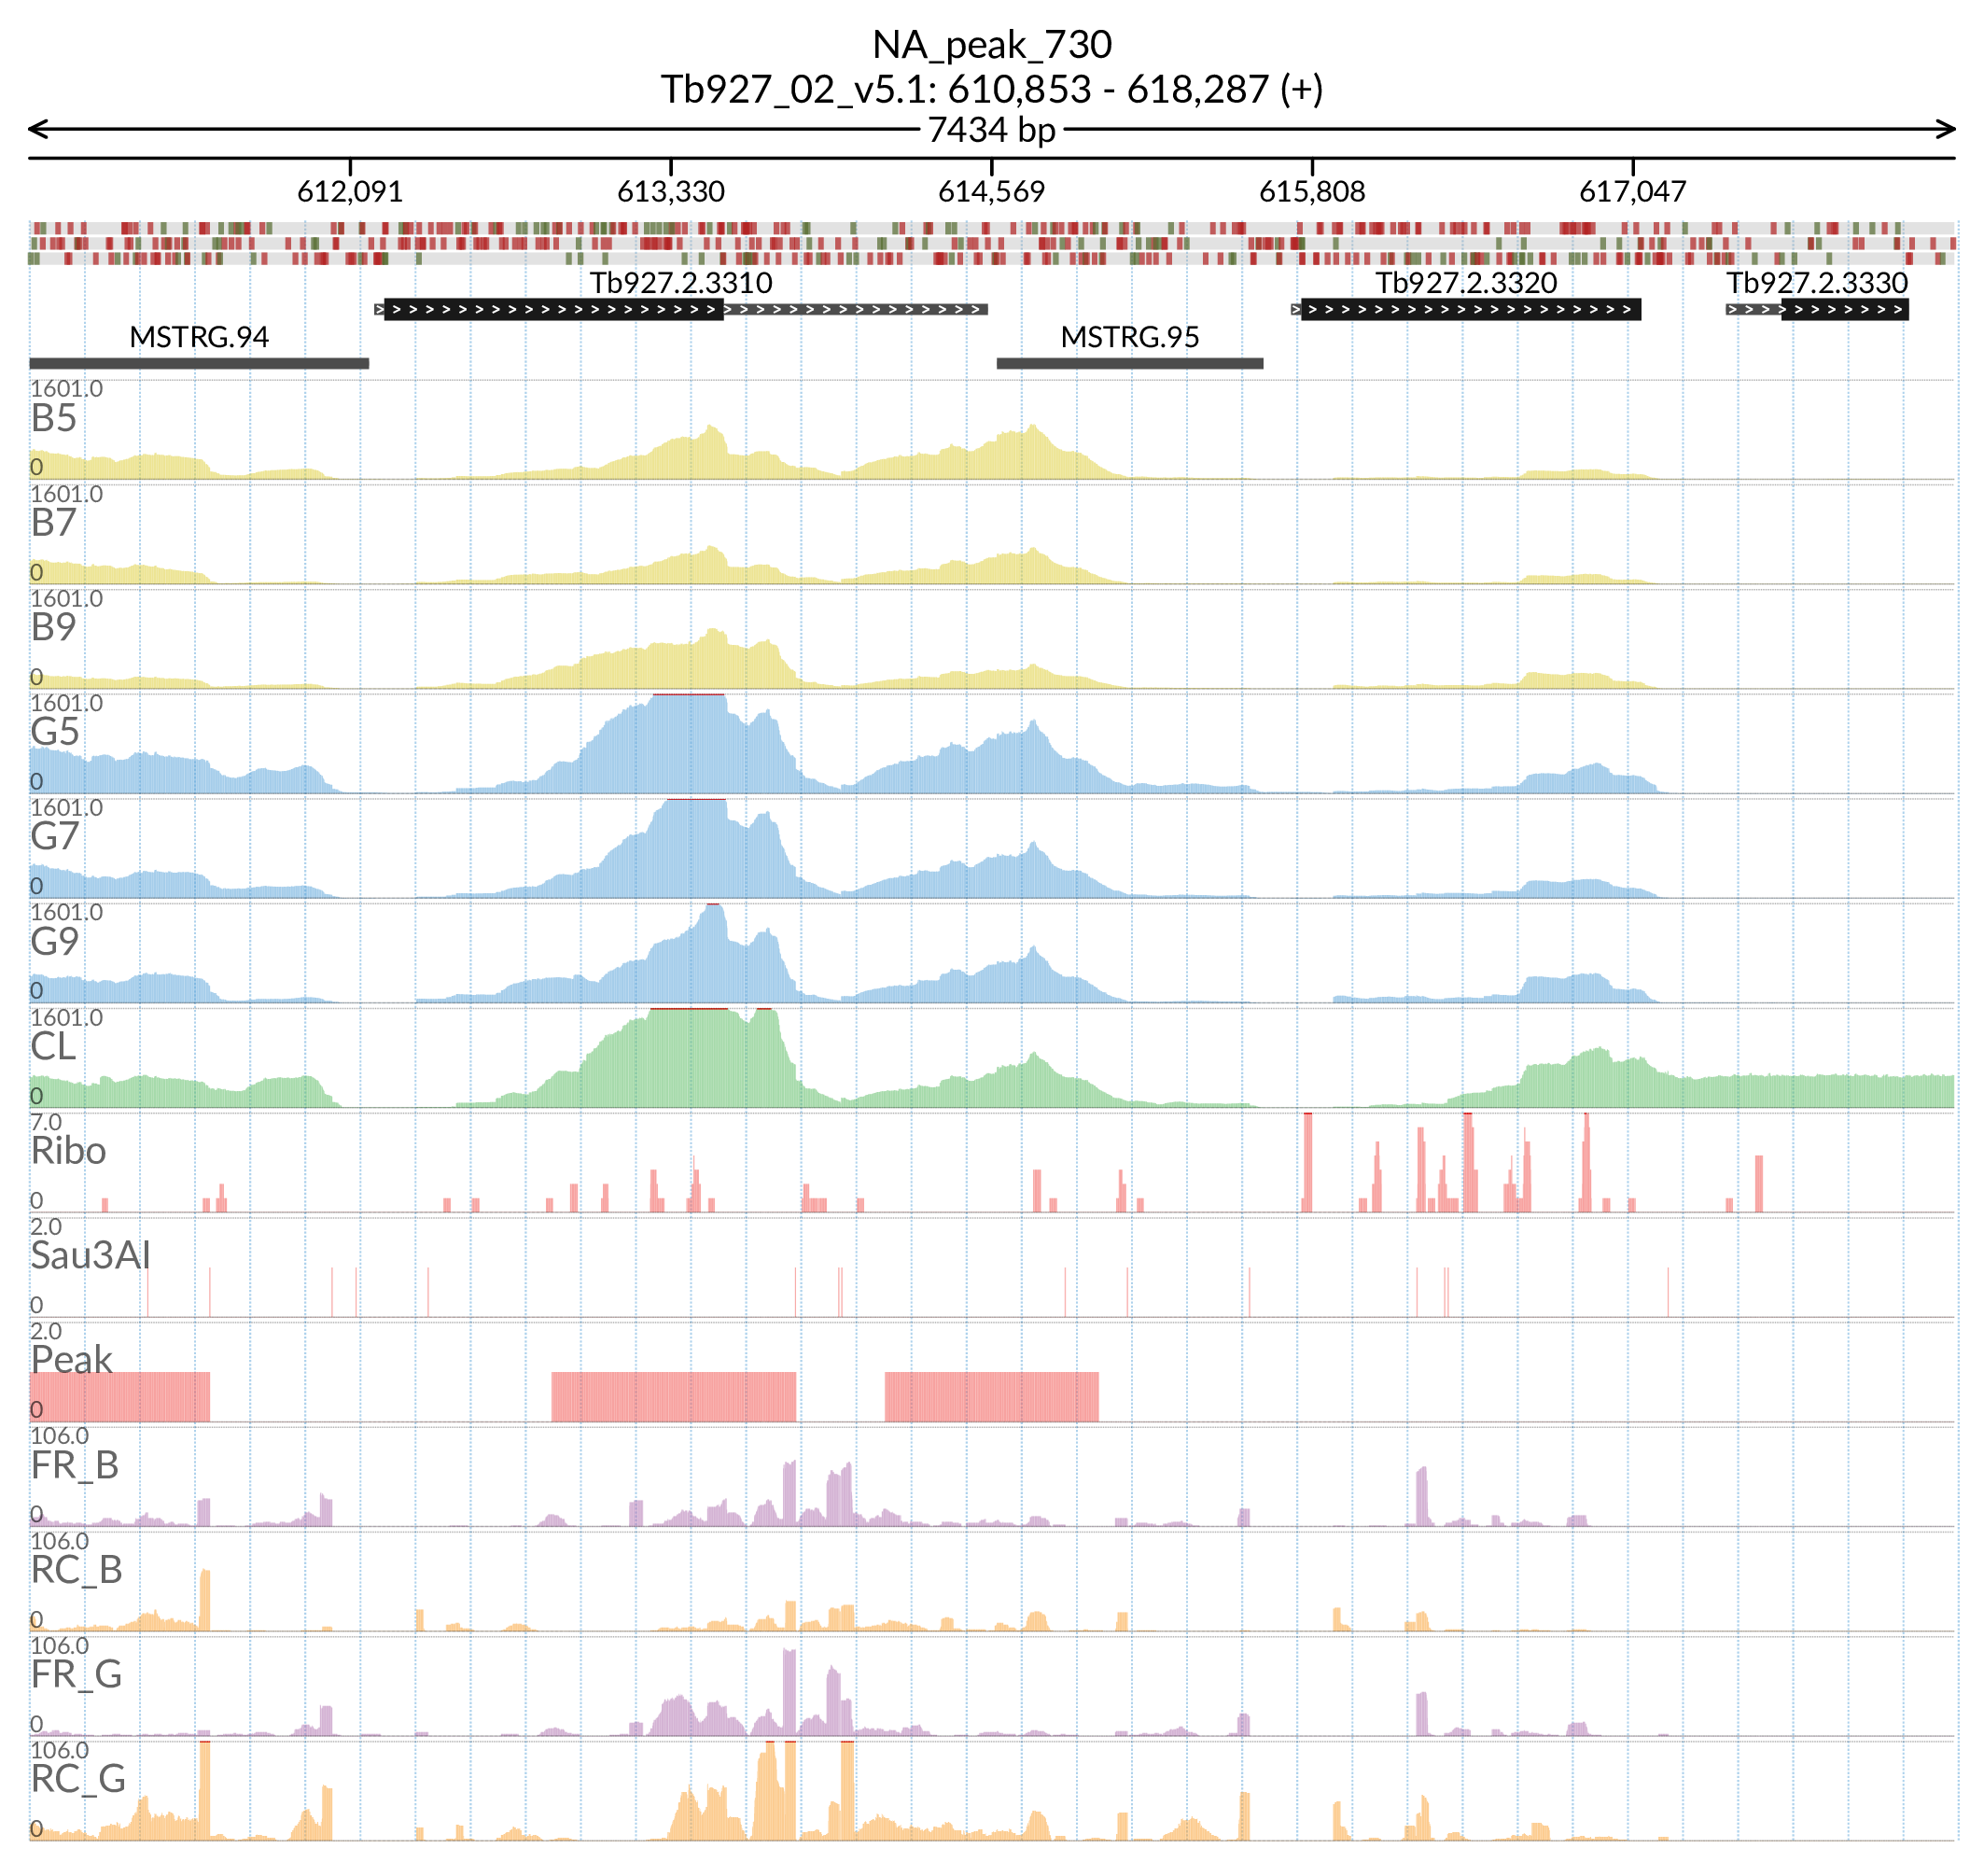 NA_peak_730
Tb927_02_v5.1: 610,853 - 618,287 (+)
7434 bp
612,091 613,330 614,569 615,808 617,047
Tb927.2.3310 Tb927.2.3320 Tb927.2.3330
MSTRG.94 MSTRG.95
1601.0
B5
0
1601.0
B7
0
1601.0
B9
0
1601.0
G5
0
1601.0
G7
0
1601.0
G9
0
1601.0
CL
0
7.0
Ribo
0
2.0
Sau3AI
0
2.0
Peak
0
106.0
FR_B
0
106.0
RC_B
0
106.0
FR_G
0
106.0
RC_G
0